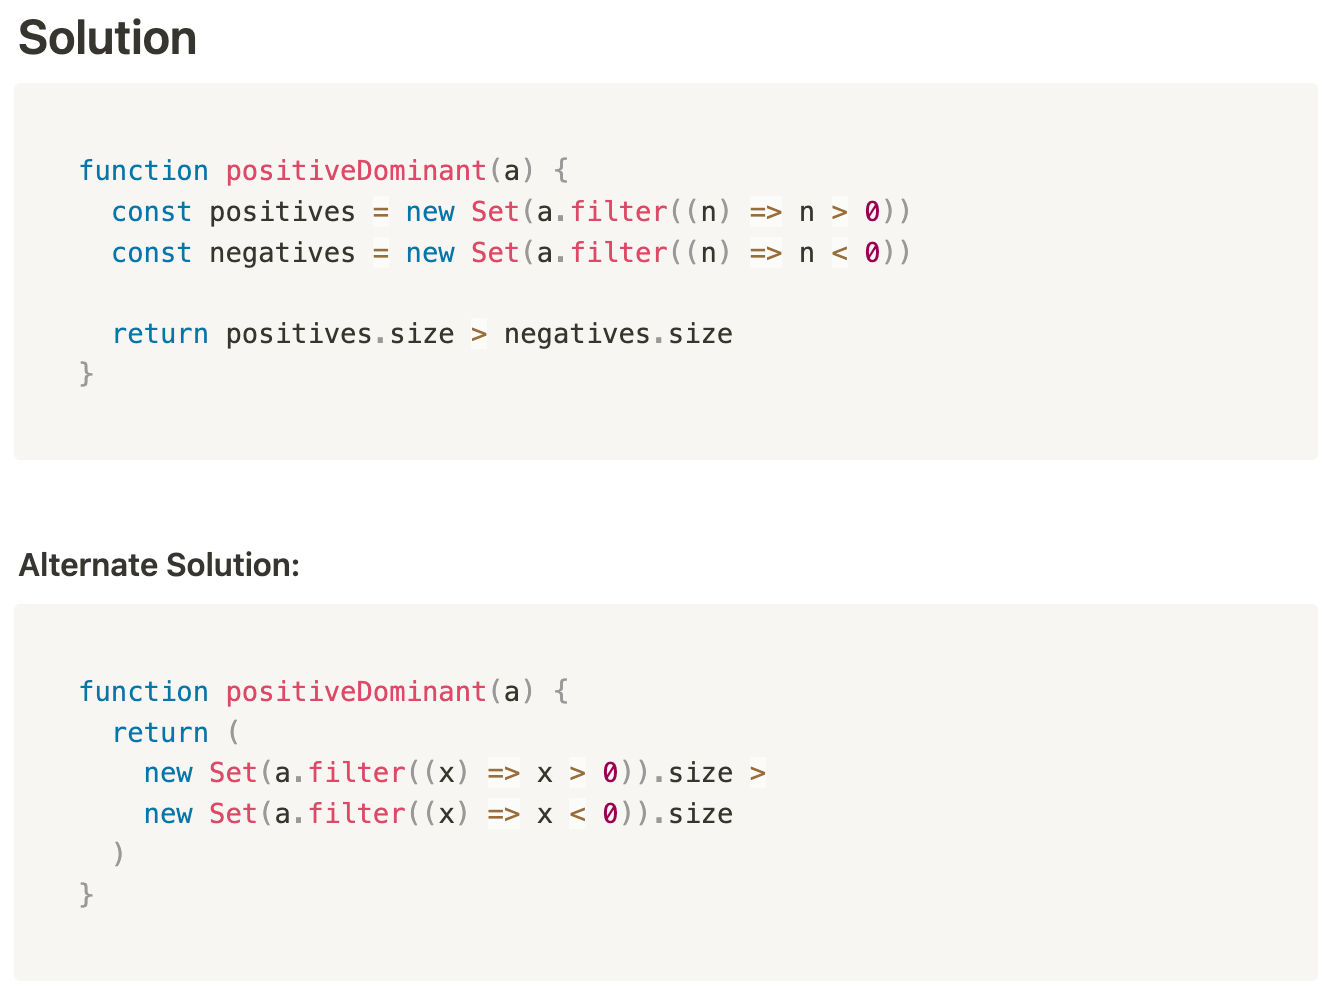 Solution
function positiveDominant(a) {
  const positives = new Set(a.filter((n) => n > 0))
  const negatives = new Set(a.filter((n) => n < 0))
  return positives.size > negatives.size
}
Alternate Solution:
function positiveDominant(a) {
  return (
    new Set(a.filter((x) => x > 0)).size >
    new Set(a.filter((x) => x < 0)).size
  )
}